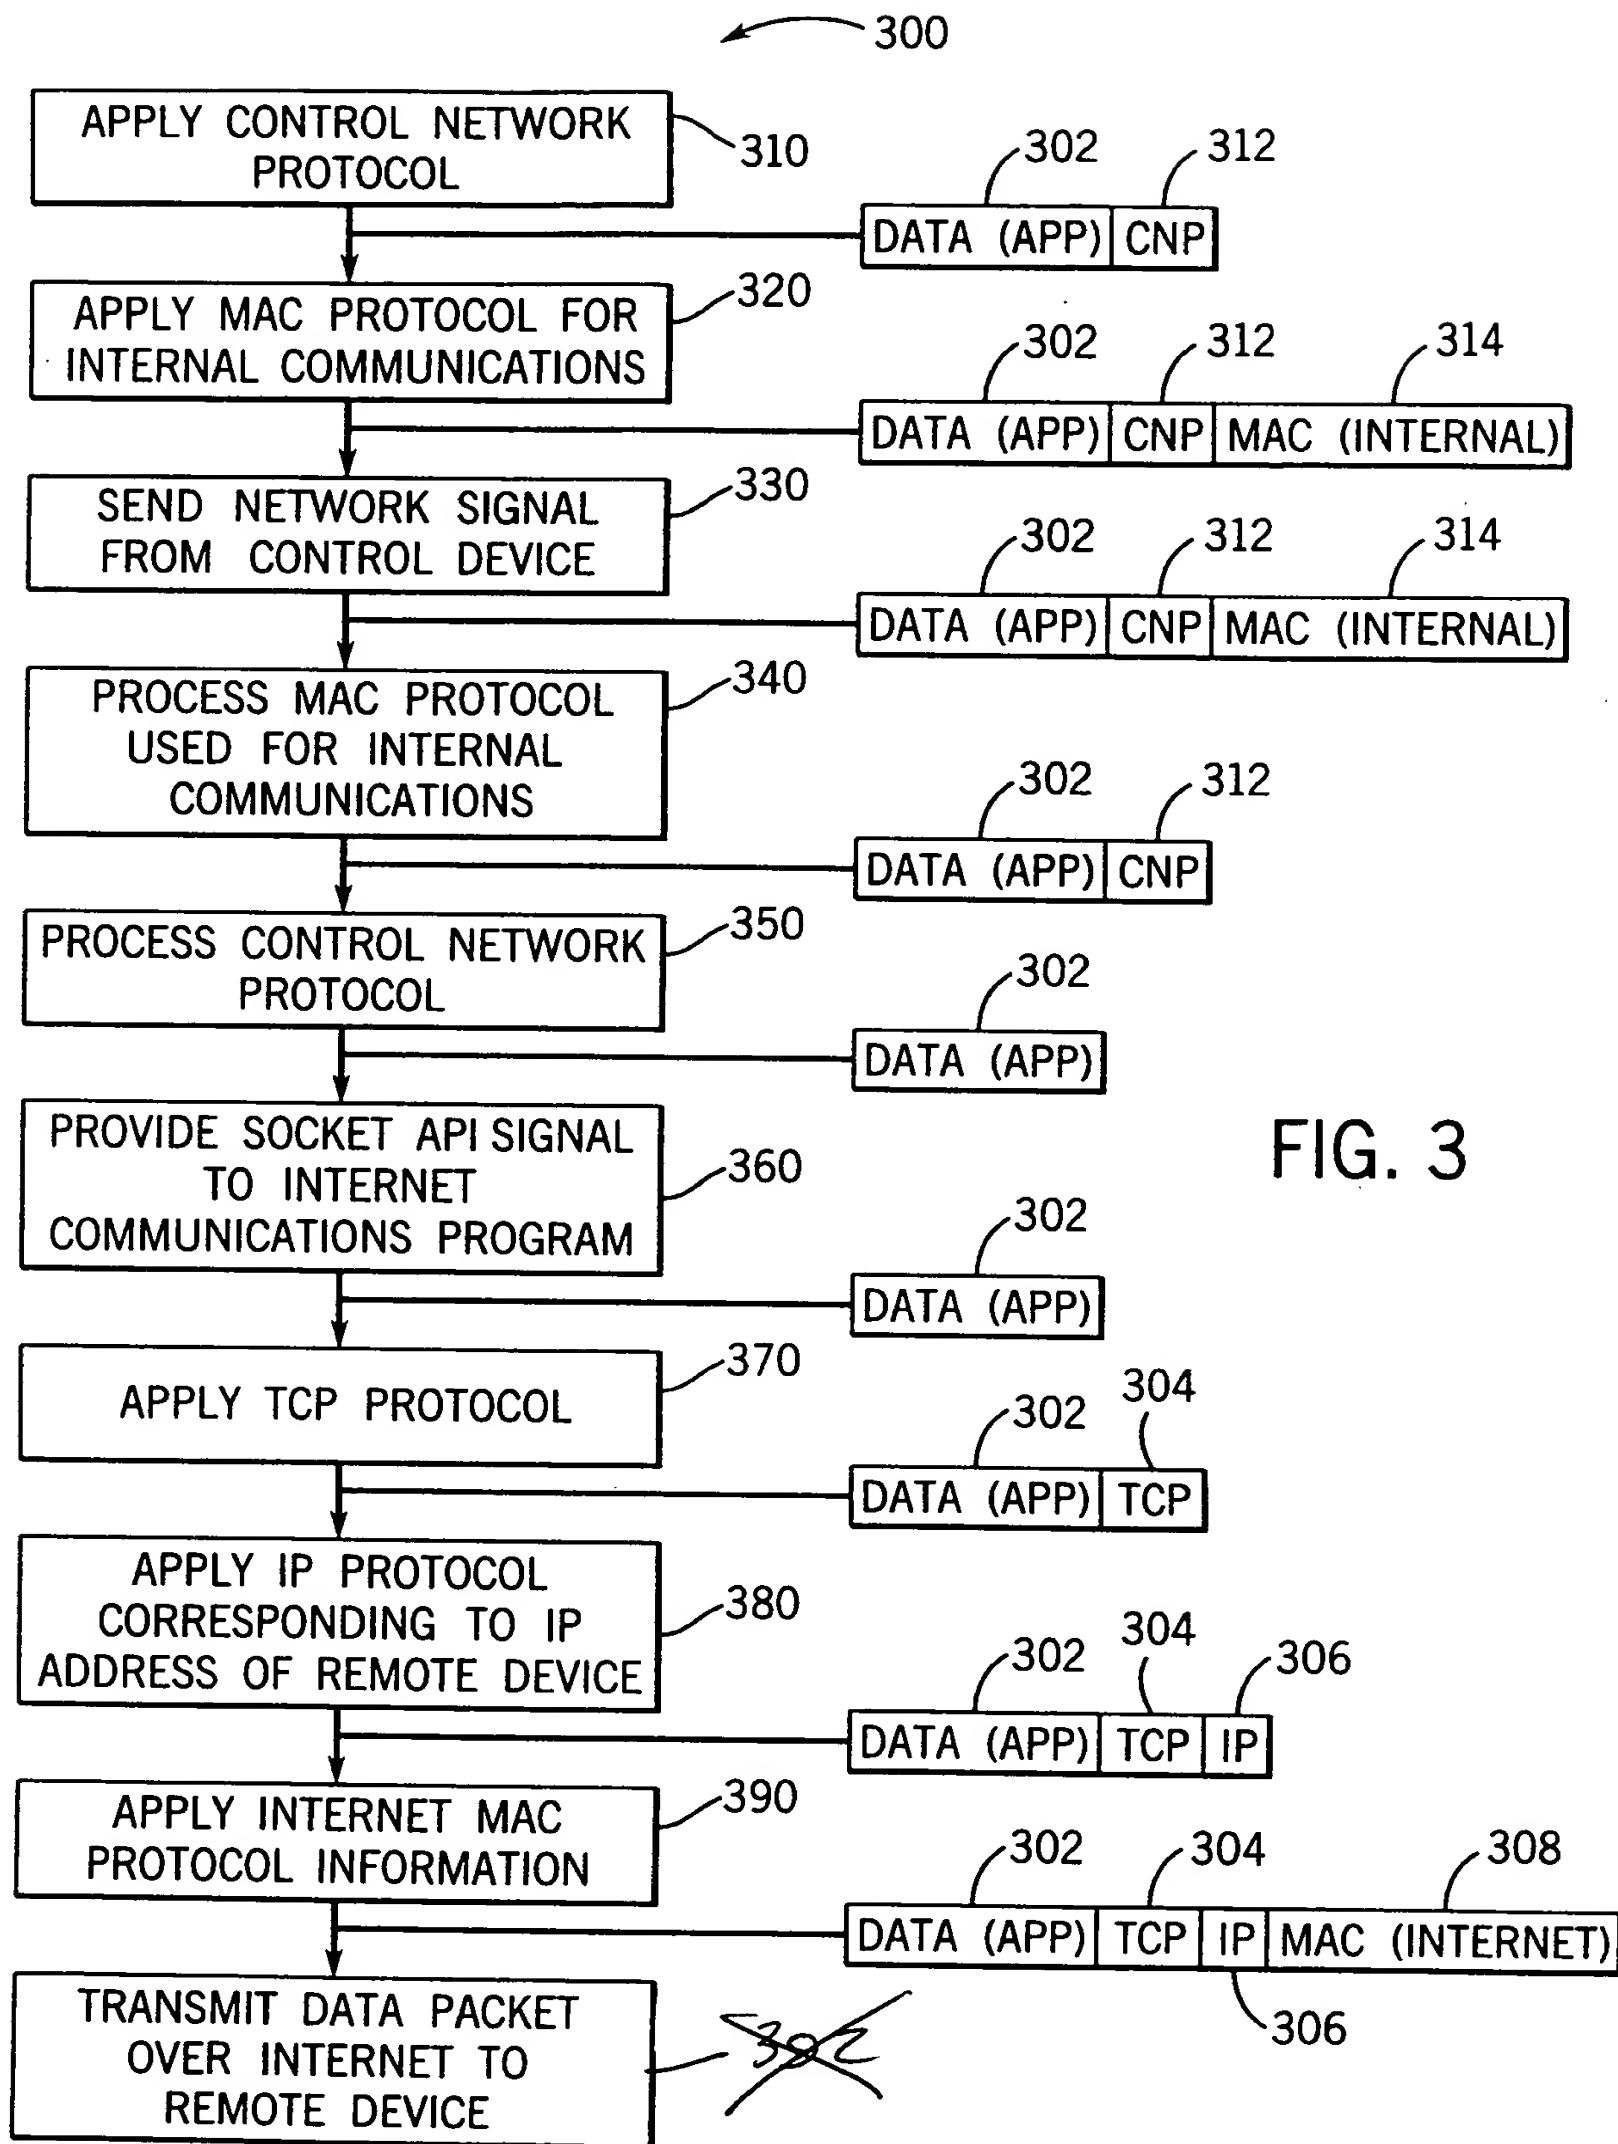 300
APPLY CONTROL NETWORK
PROTOCOL
310
302
312
DATA (APP) CNP
APPLY MAC PROTOCOL FOR
INTERNAL COMMUNICATIONS
320
302
312
314
DATA (APP) CNP MAC (INTERNAL)
SEND NETWORK SIGNAL
FROM CONTROL DEVICE
330
302
312
314
DATA (APP) CNP MAC (INTERNAL)
PROCESS MAC PROTOCOL
USED FOR INTERNAL
COMMUNICATIONS
340
302
312
DATA (APP) CNP
PROCESS CONTROL NETWORK
PROTOCOL
350
302
DATA (APP)
PROVIDE SOCKET API SIGNAL
TO INTERNET
COMMUNICATIONS PROGRAM
360
FIG. 3
302
DATA (APP)
APPLY TCP PROTOCOL
370
302
304
DATA (APP) TCP
APPLY IP PROTOCOL
CORRESPONDING TO IP
ADDRESS OF REMOTE DEVICE
380
302
304
306
DATA (APP) TCP IP
APPLY INTERNET MAC
PROTOCOL INFORMATION
390
302
304
308
DATA (APP) TCP IP MAC (INTERNET)
306
TRANSMIT DATA PACKET
OVER INTERNET TO
REMOTE DEVICE